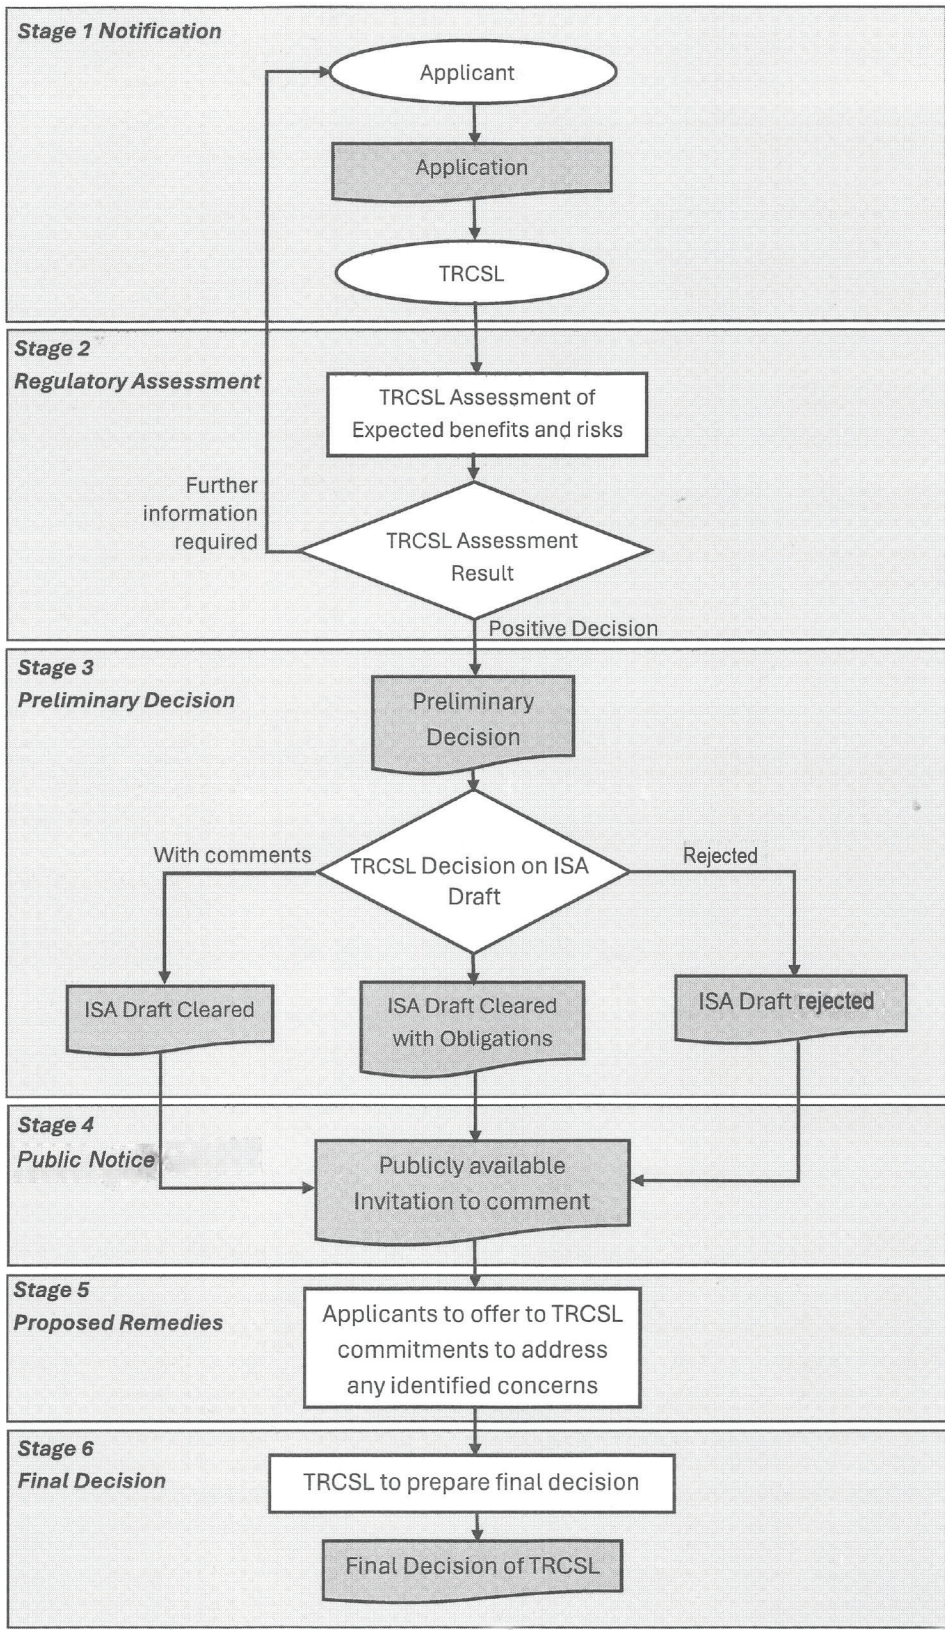 Stage 1 Notification
Applicant
Application
TRCSL
Stage 2
Regulatory Assessment
TRCSL Assessment of
Expected benefits and risks
Further
information
required
TRCSL Assessment
Result
Positive Decision
Stage 3
Preliminary Decision
Preliminary
Decision
With comments
TRCSL Decision on ISA
Draft
Rejected
ISA Draft Cleared
ISA Draft Cleared
with Obligations
ISA Draft rejected
Stage 4
Public Notice
Publicly available
Invitation to comment
Stage 5
Proposed Remedies
Applicants to offer to TRCSL
commitments to address
any identified concerns
Stage 6
Final Decision
TRCSL to prepare final decision
Final Decision of TRCSL